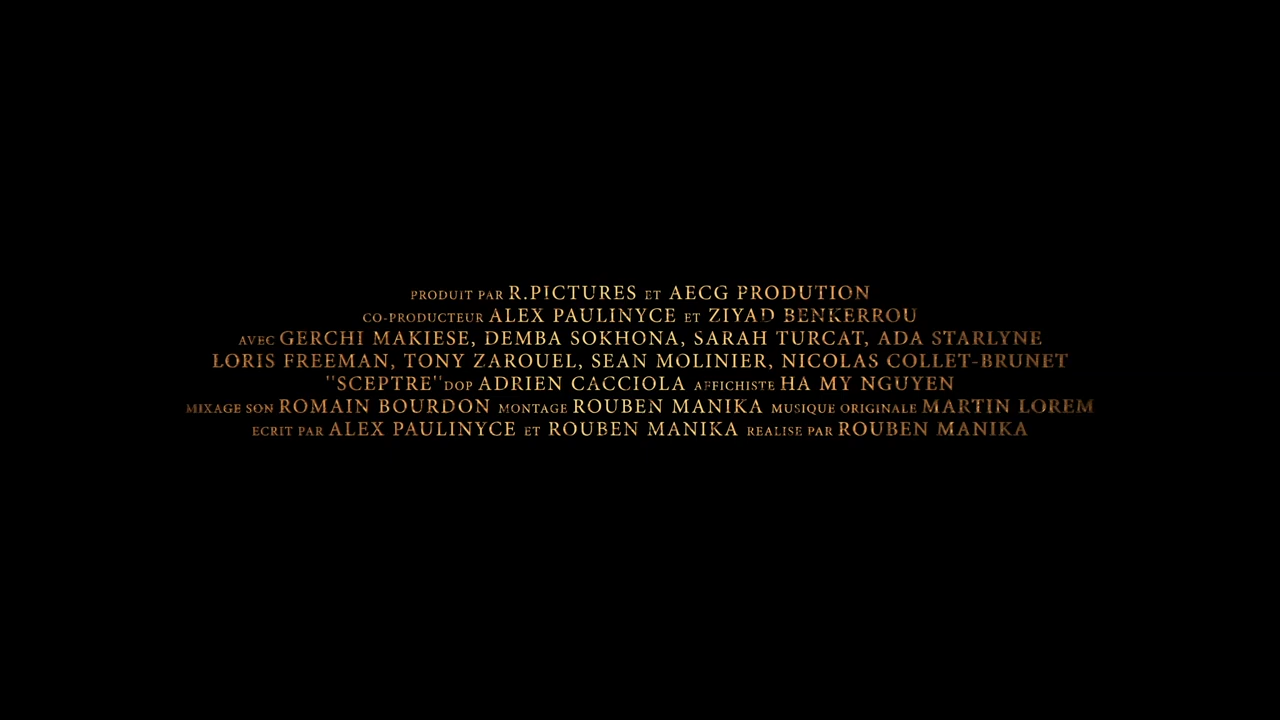 PRODUIT PAR R.PICTURES ET AECG PRODUTION
CO-PRODUCTEUR ALEX PAULINYCE ET ZIYAD BENKERROU
AVEC GERCHI MAKIESE, DEMBA SOKHONA, SARAH TURCAT, ADA STARLYNE
LORIS FREEMAN, TONY ZAROUEL, SEAN MOLINIER, NICOLAS COLLET-BRUNET
''SCEPTRE'' DOP ADRIEN CACCIOLA AFFICHISTE HA MY NGUYEN
MIXAGE SON ROMAIN BOURDON MONTAGE ROUBEN MANIKA MUSIQUE ORIGINALE MARTIN LOREM
ECRIT PAR ALEX PAULINYCE ET ROUBEN MANIKA REALISE PAR ROUBEN MANIKA